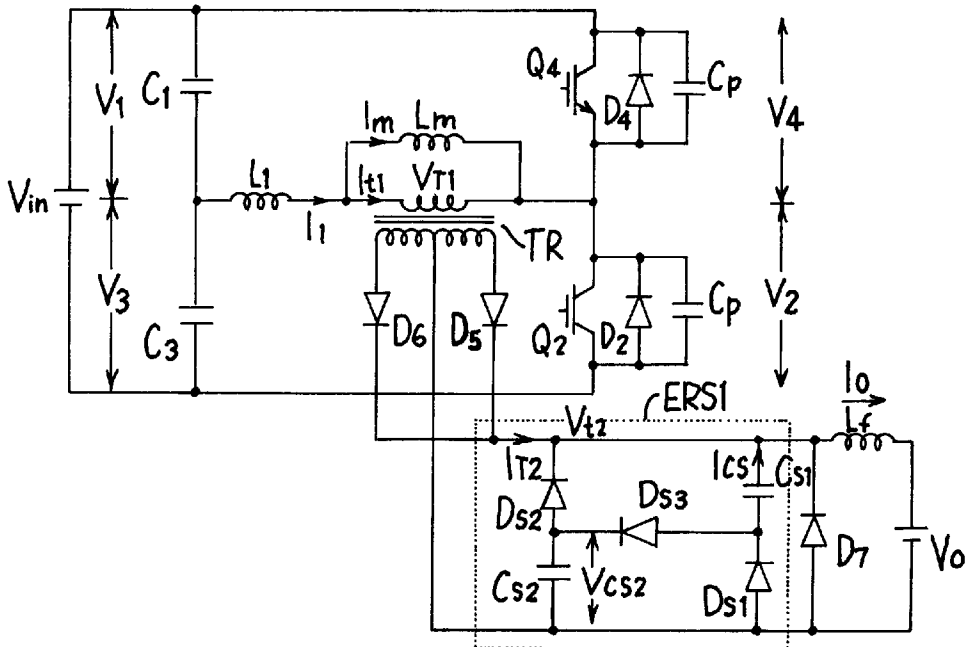 Q4
Cp
V1
C1
D4
V4
Im
Lm
L1
It1
VT1
Vin
I1
TR
V3
Cp
V2
C3
D6
D5
Q2
D2
ERS1
Io
Vt2
Lf
IT2
Ics
Cs1
Ds3
Ds2
D7
Vo
Cs2
Vcs2
Ds1